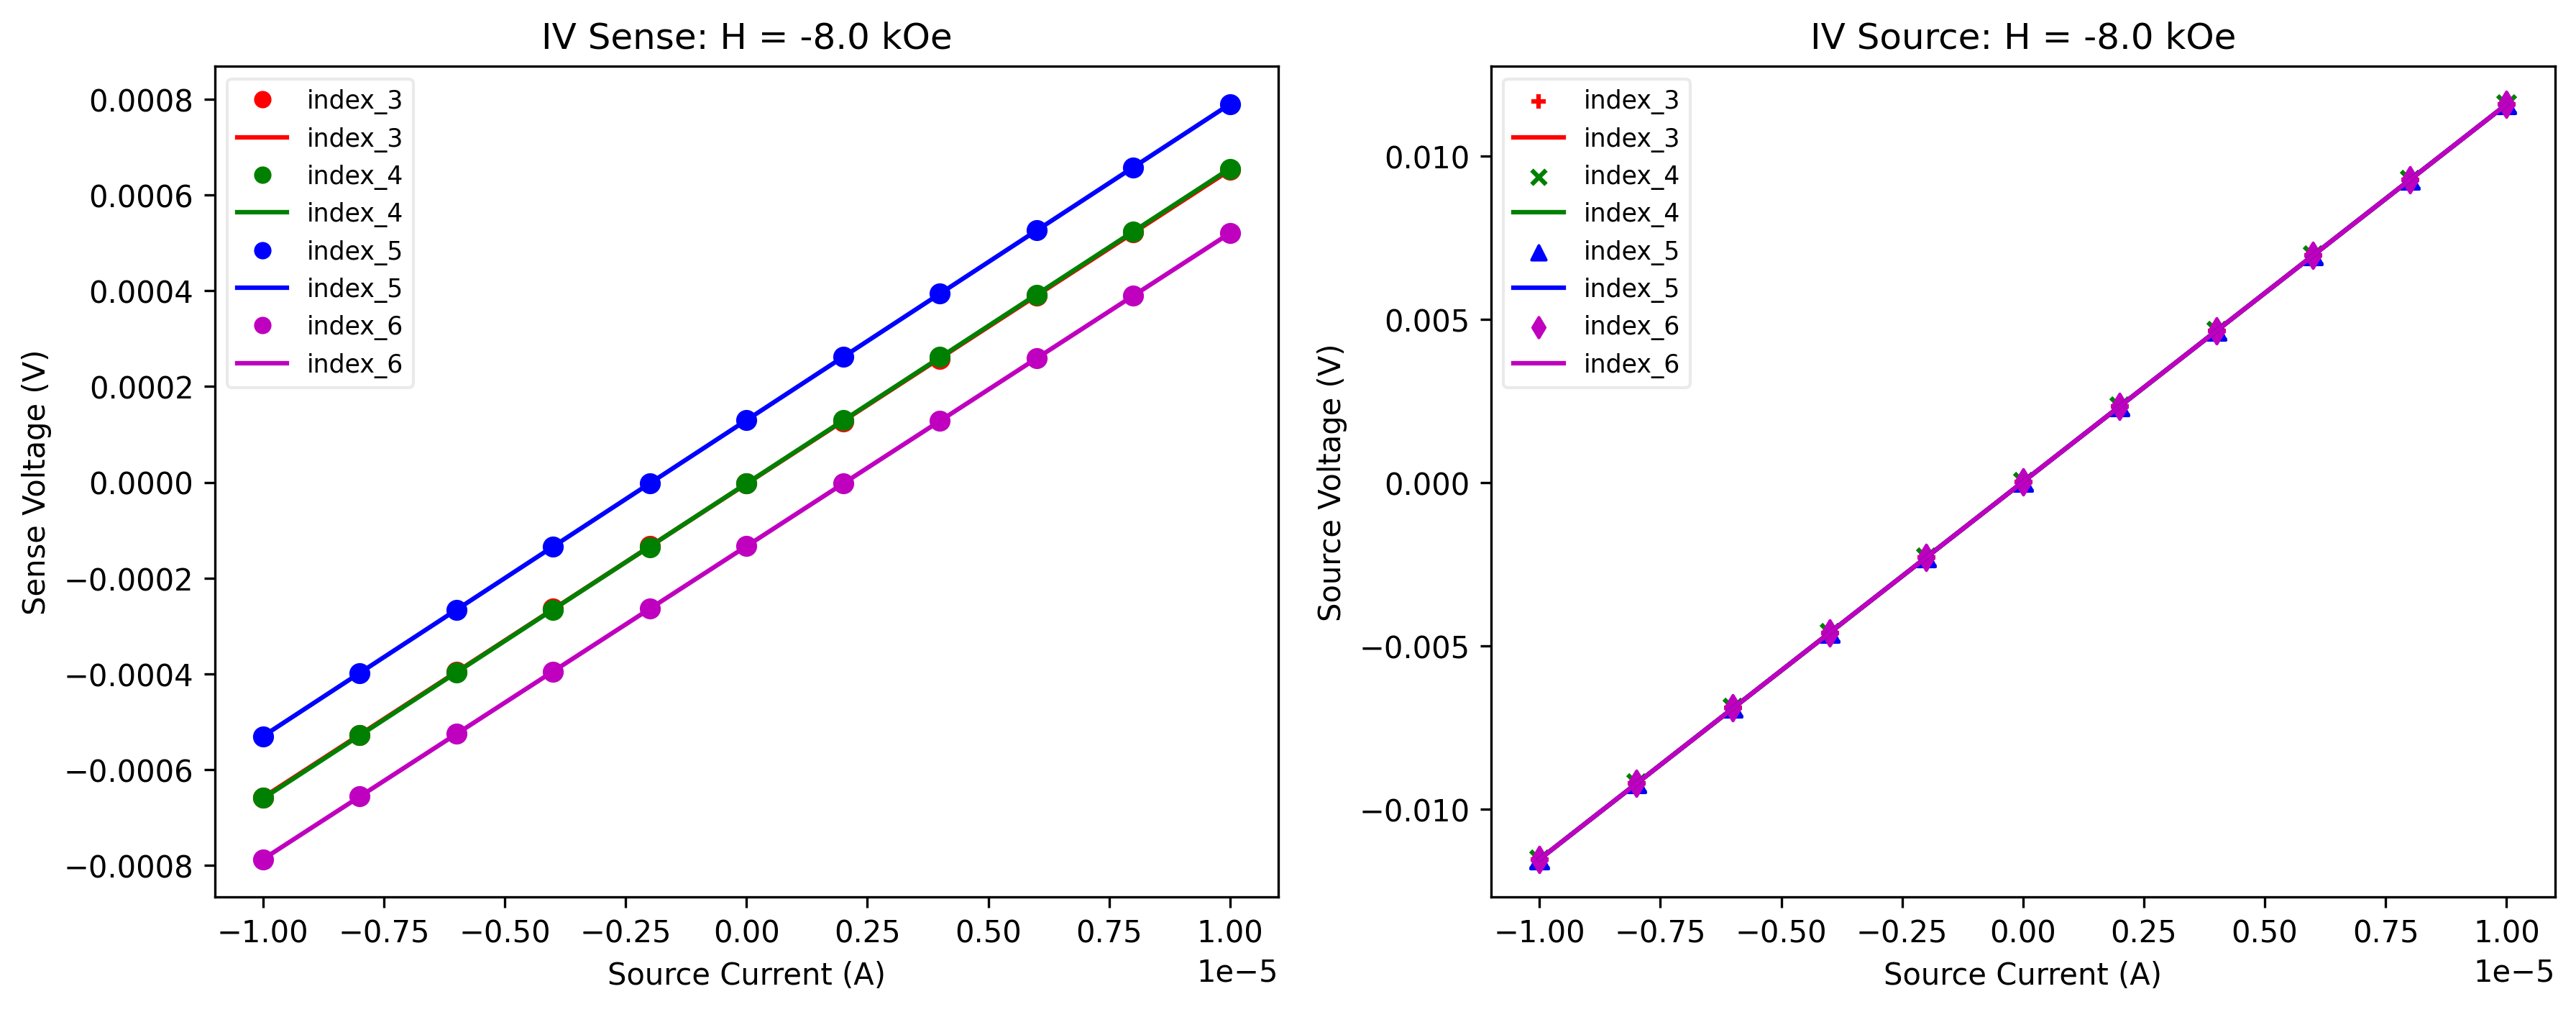 IV Sense: H = -8.0 kOe
Sense Voltage (V)
0.0008
0.0006
0.0004
0.0002
0.0000
−0.0002
−0.0004
−0.0006
−0.0008
index_3
index_3
index_4
index_4
index_5
index_5
index_6
index_6
−1.00 −0.75 −0.50 −0.25 0.00 0.25 0.50 0.75 1.00
1e−5
Source Current (A)
IV Source: H = -8.0 kOe
Source Voltage (V)
0.010
0.005
0.000
−0.005
−0.010
index_3
index_3
index_4
index_4
index_5
index_5
index_6
index_6
−1.00 −0.75 −0.50 −0.25 0.00 0.25 0.50 0.75 1.00
1e−5
Source Current (A)